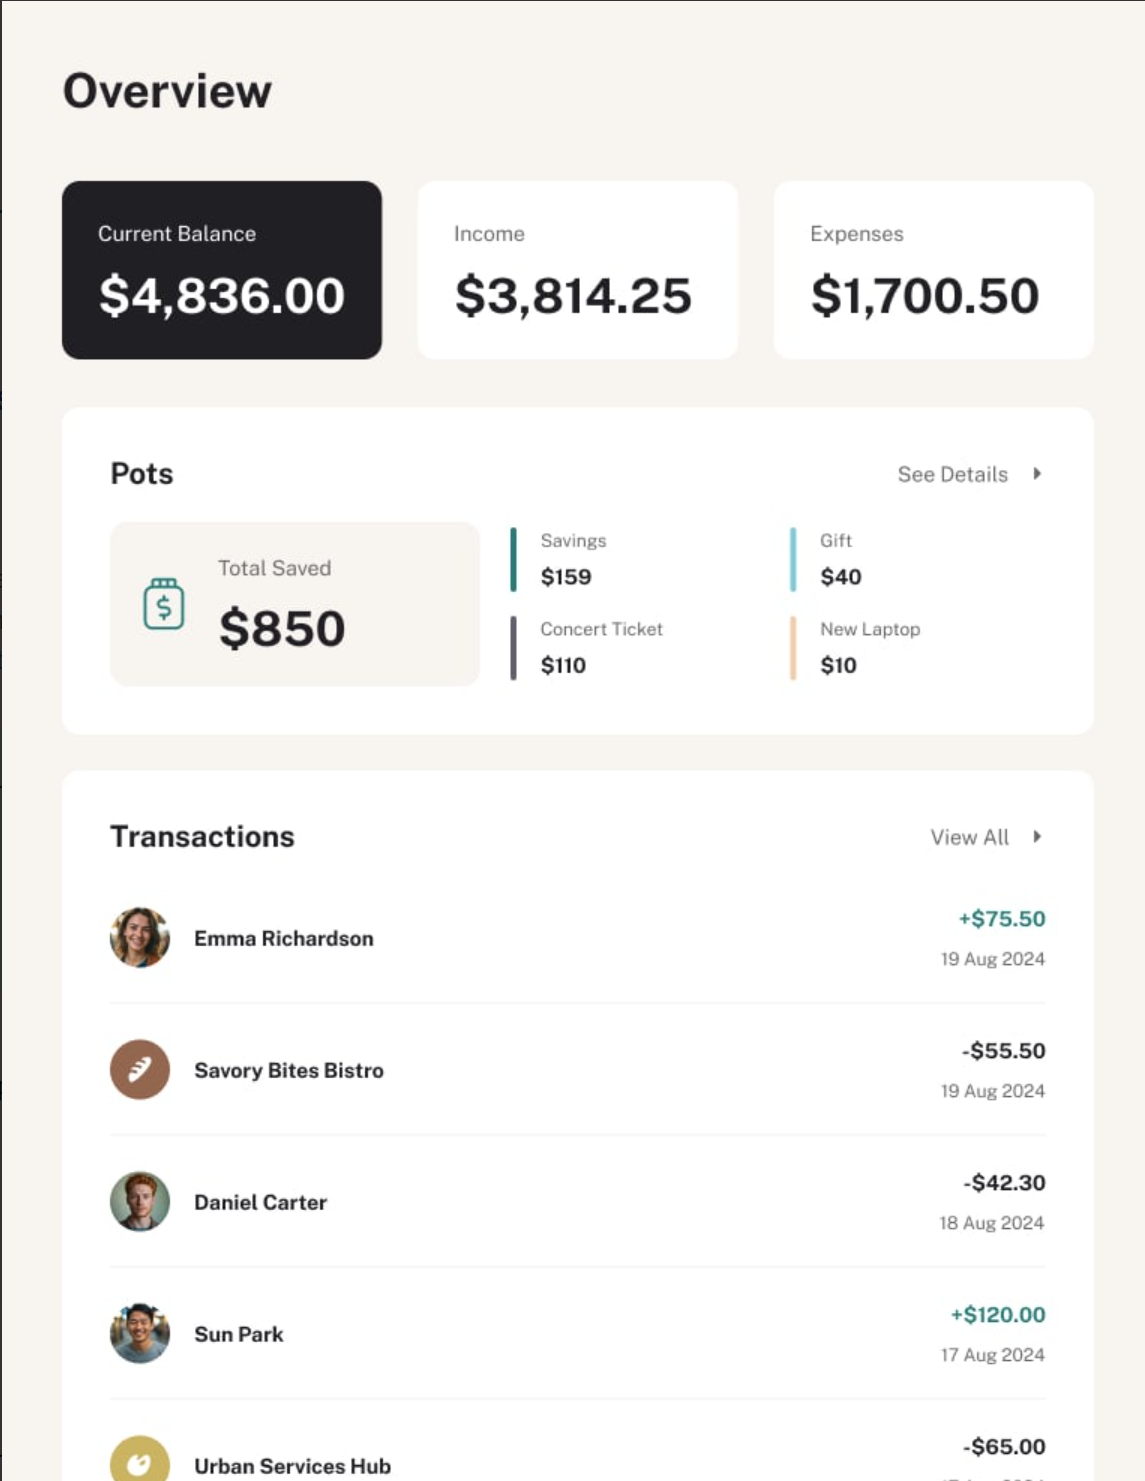 Overview
Current Balance
$4,836.00
Income
$3,814.25
Expenses
$1,700.50
Pots
See Details
Total Saved
$850
$
Savings
$159
Gift
$40
Concert Ticket
$110
New Laptop
$10
Transactions
View All
Emma Richardson
+$75.50
19 Aug 2024
Savory Bites Bistro
-$55.50
19 Aug 2024
Daniel Carter
-$42.30
18 Aug 2024
Sun Park
+$120.00
17 Aug 2024
Urban Services Hub
-$65.00